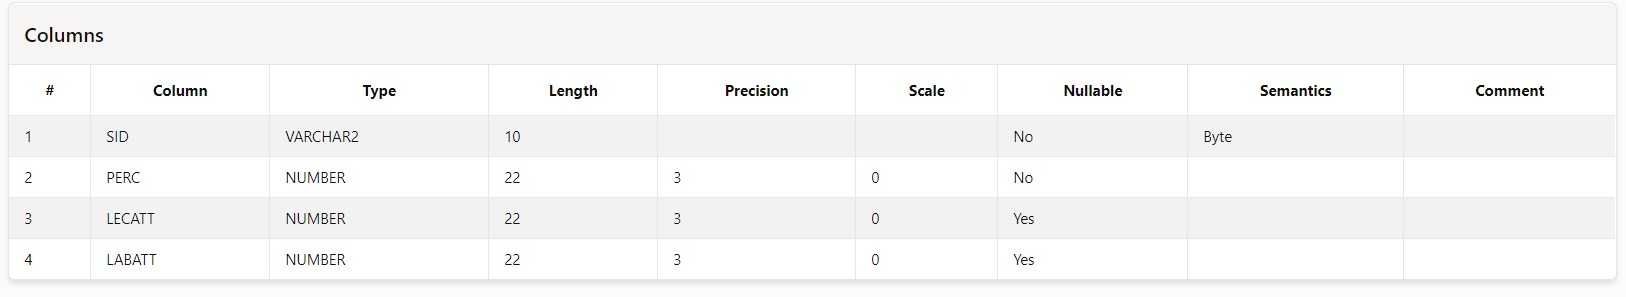 Columns
# Column Type Length Precision Scale Nullable Semantics Comment
1 SID VARCHAR2 10 No Byte
2 PERC NUMBER 22 3 0 No
3 LECATT NUMBER 22 3 0 Yes
4 LABATT NUMBER 22 3 0 Yes